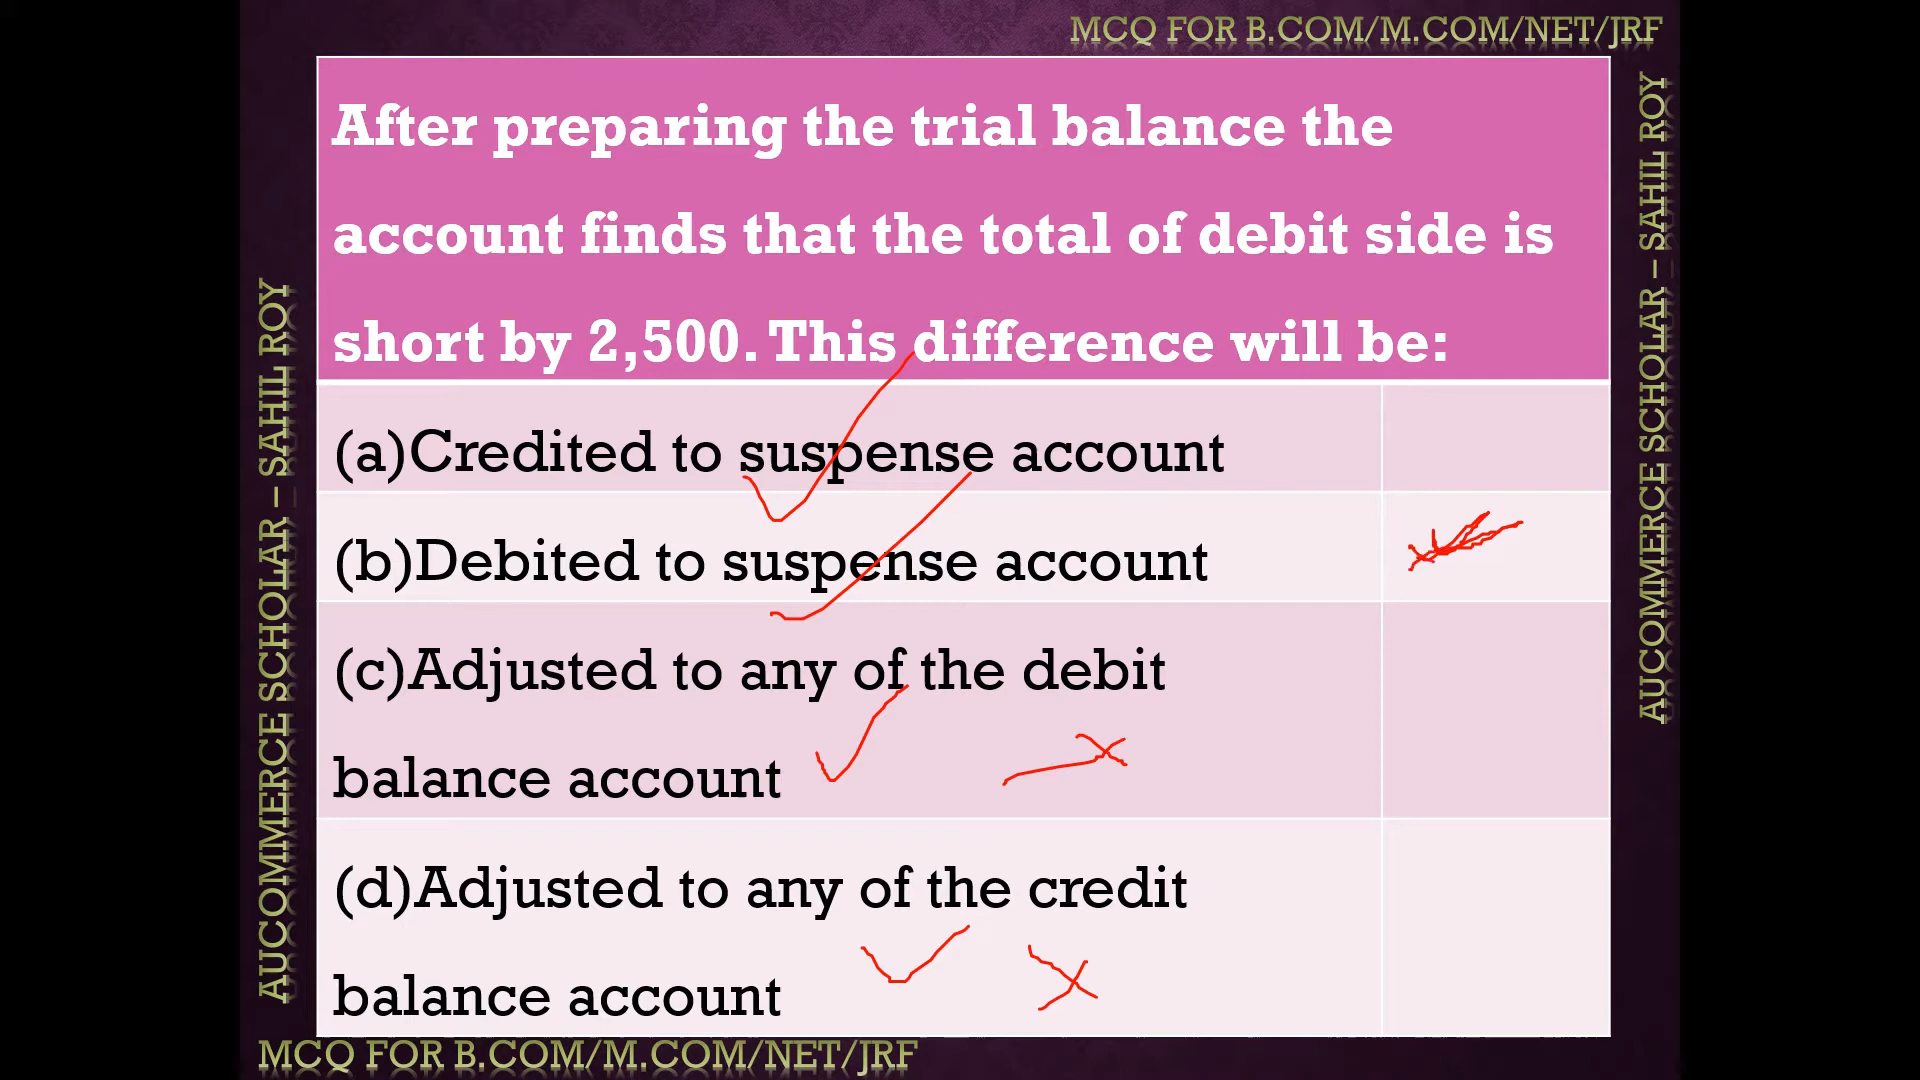 MCQ FOR B.COM/M.COM/NET/JRF
After preparing the trial balance the
account finds that the total of debit side is
short by 2,500. This difference will be:
(a)Credited to suspense account
(b)Debited to suspense account
(c)Adjusted to any of the debit
balance account
(d)Adjusted to any of the credit
balance account
AUCOMMERCE SCHOLAR – SAHIL ROY
AUCOMMERCE SCHOLAR – SAHIL ROY
MCQ FOR B.COM/M.COM/NET/JRF